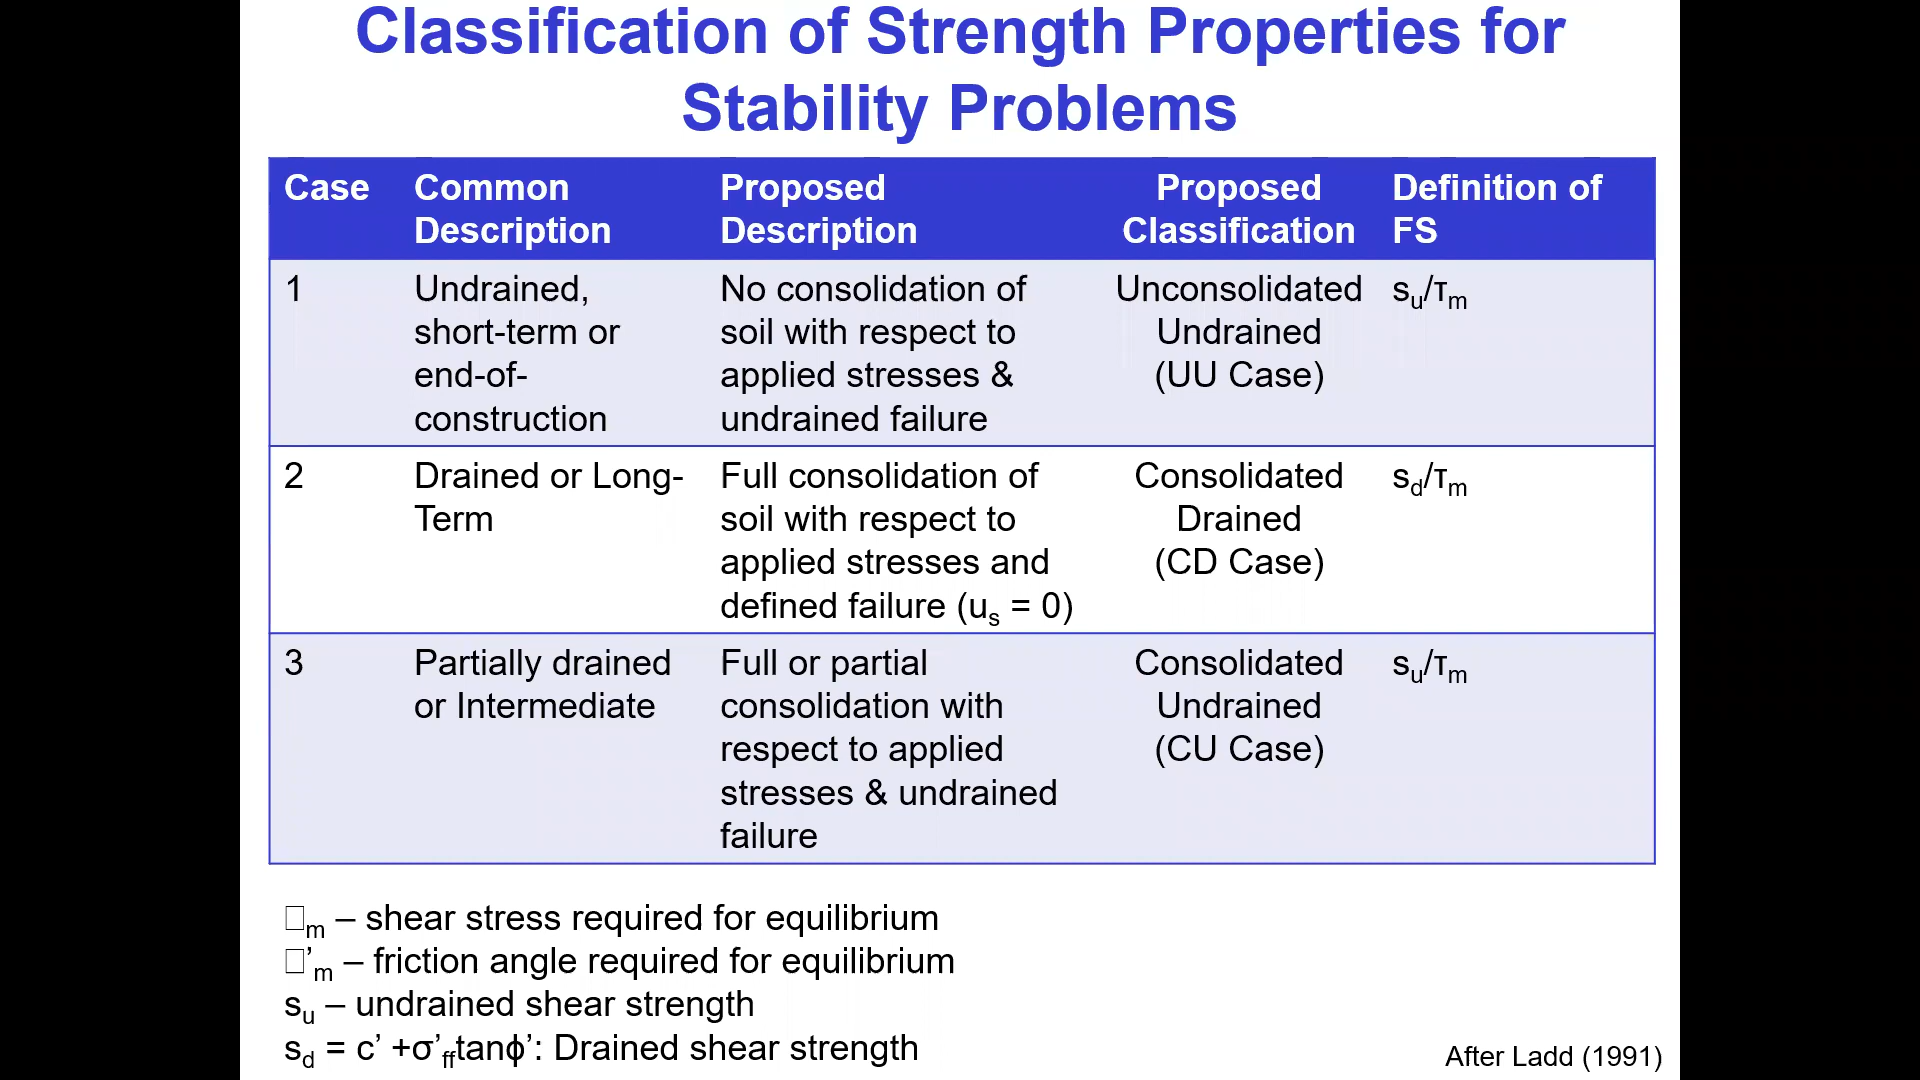 Classification of Strength Properties for
Stability Problems
Case
Common
Description
Proposed
Description
Proposed
Classification
Definition of
FS
1
Undrained,
short-term or
end-of-
construction
No consolidation of
soil with respect to
applied stresses &
undrained failure
Unconsolidated
Undrained
(UU Case)
su/τm
2
Drained or Long-
Term
Full consolidation of
soil with respect to
applied stresses and
defined failure (us = 0)
Consolidated
Drained
(CD Case)
sd/τm
3
Partially drained
or Intermediate
Full or partial
consolidation with
respect to applied
stresses & undrained
failure
Consolidated
Undrained
(CU Case)
su/τm
□m – shear stress required for equilibrium
□’m – friction angle required for equilibrium
su – undrained shear strength
sd = c’ +σ’fftanϕ’: Drained shear strength
After Ladd (1991)